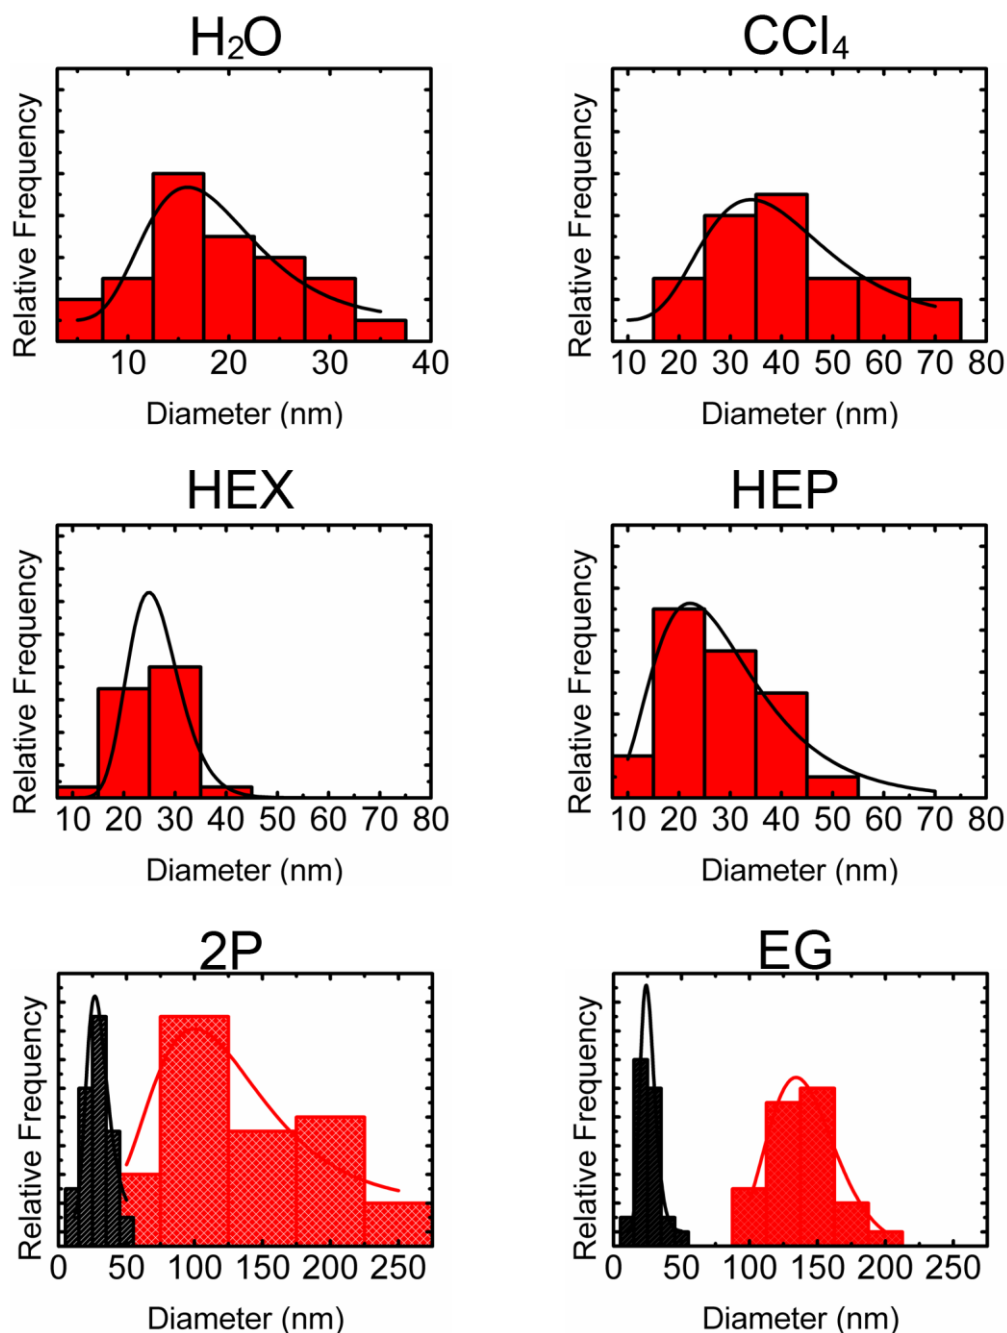 H₂O
Relative Frequency
10 20 30 40
Diameter (nm)
CCl₄
Relative Frequency
10 20 30 40 50 60 70 80
Diameter (nm)
HEX
Relative Frequency
10 20 30 40 50 60 70 80
Diameter (nm)
HEP
Relative Frequency
10 20 30 40 50 60 70 80
Diameter (nm)
2P
Relative Frequency
0 50 100 150 200 250
Diameter (nm)
EG
Relative Frequency
0 50 100 150 200 250
Diameter (nm)